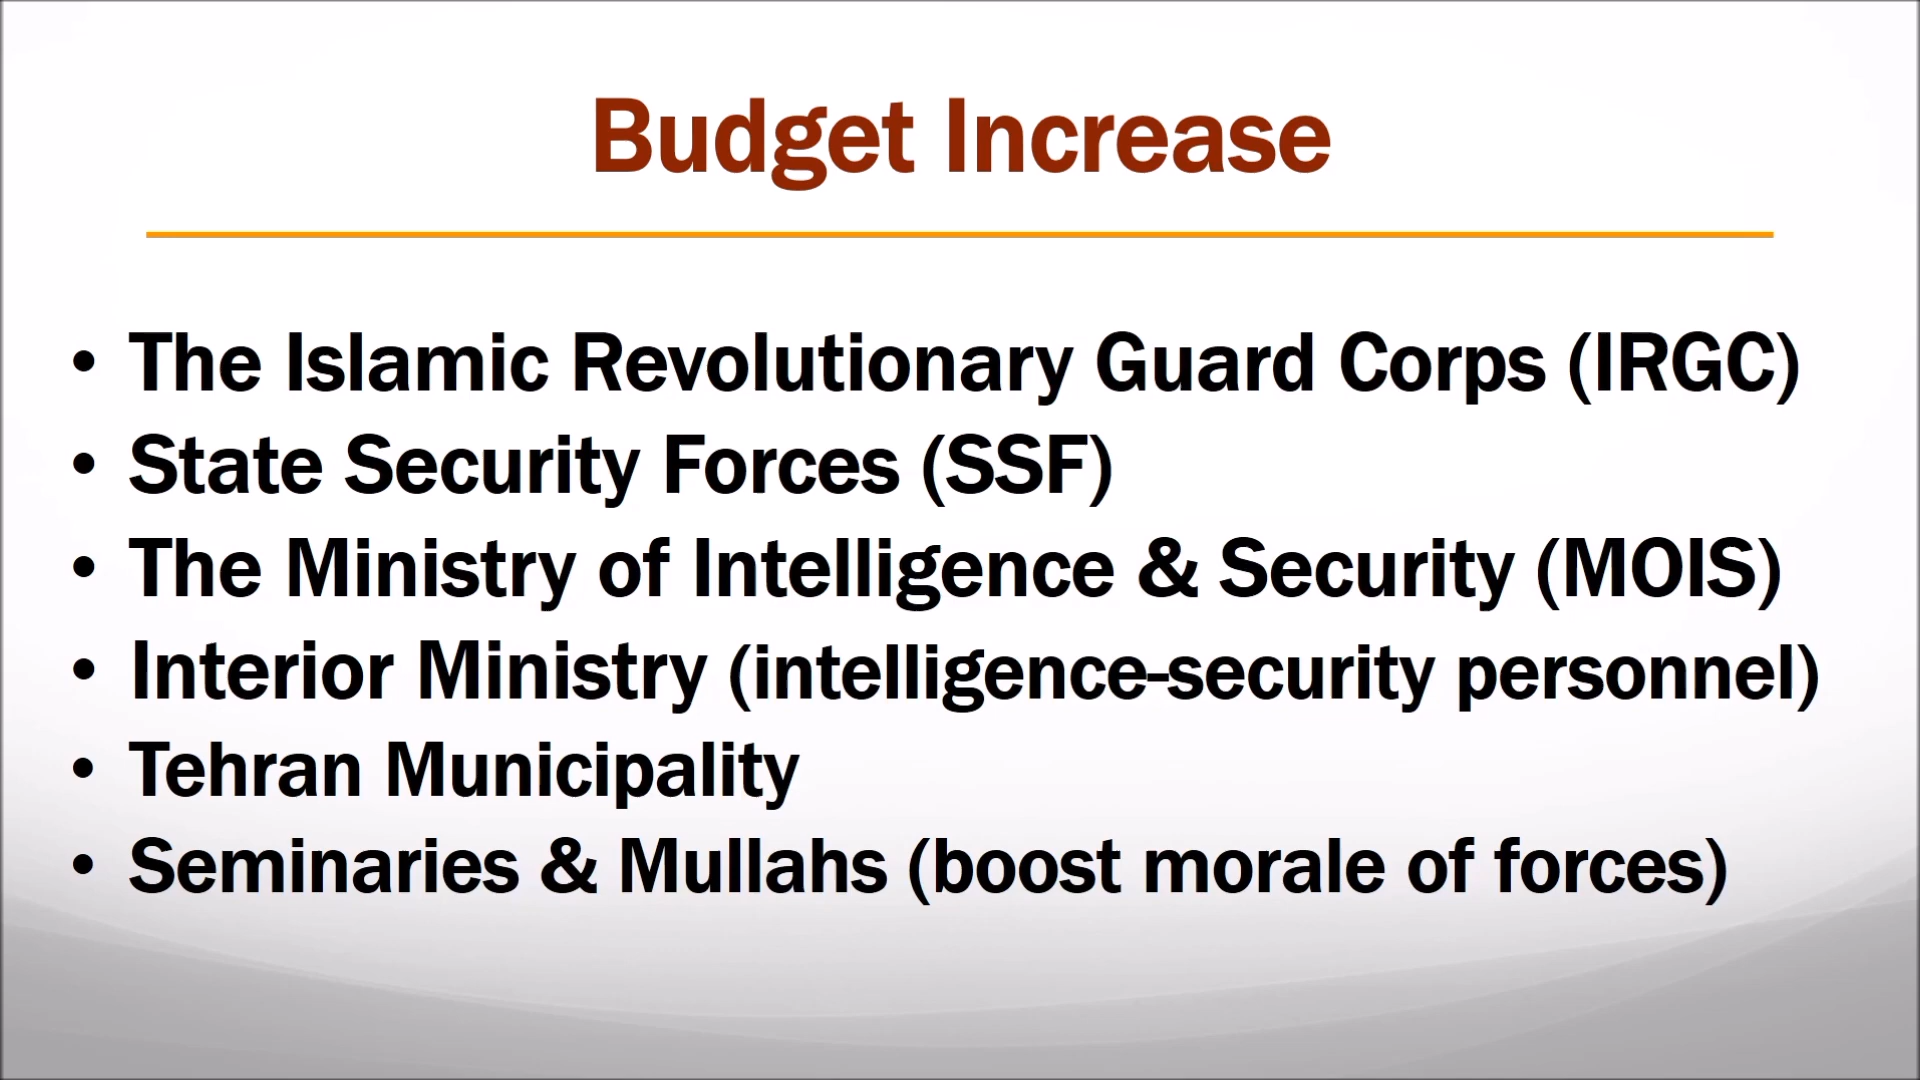 Budget Increase
• The Islamic Revolutionary Guard Corps (IRGC)
• State Security Forces (SSF)
• The Ministry of Intelligence & Security (MOIS)
• Interior Ministry (intelligence-security personnel)
• Tehran Municipality
• Seminaries & Mullahs (boost morale of forces)